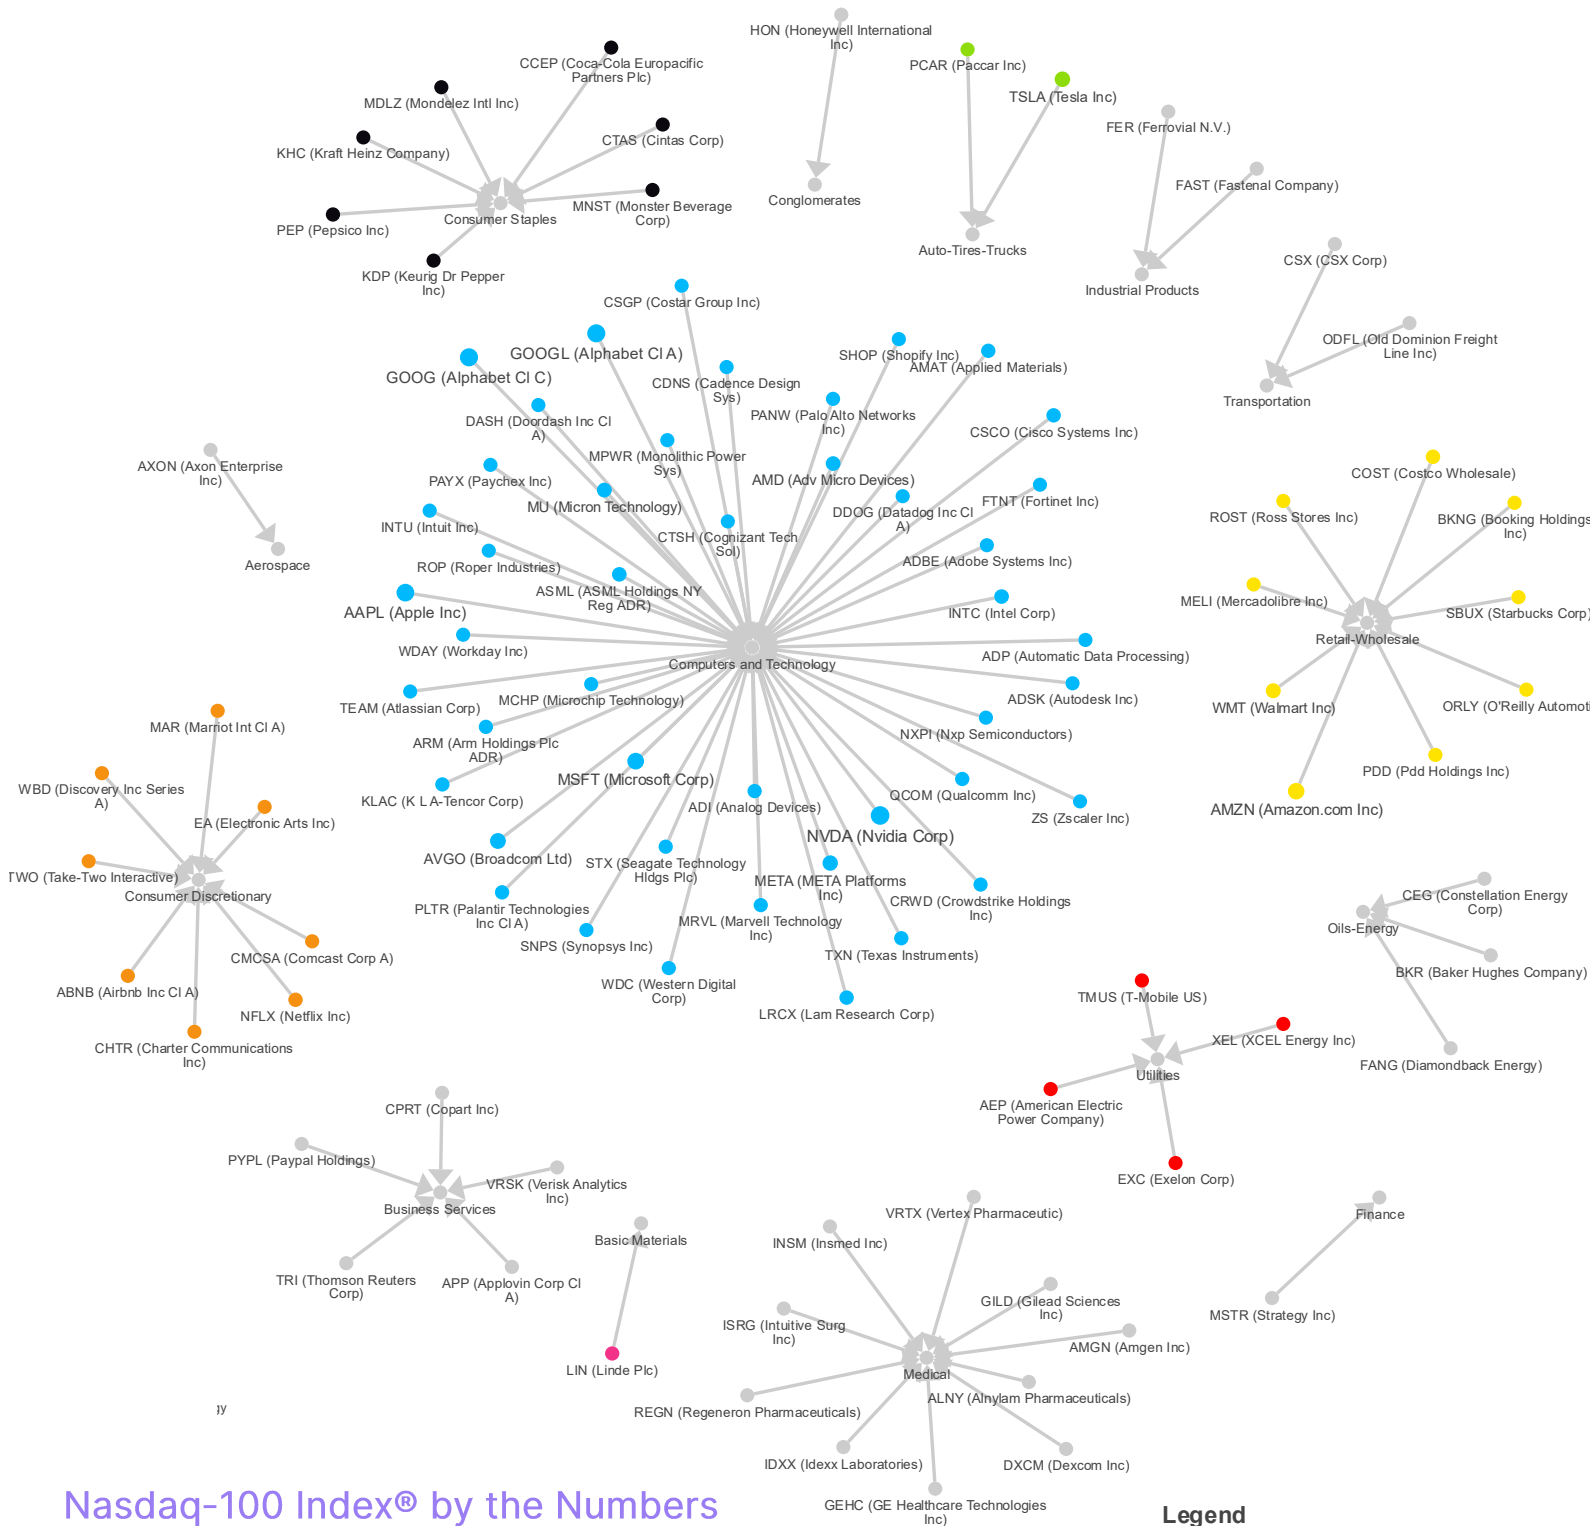 HON (Honeywell International
Inc)
CCEP (Coca-Cola Europacific
Partners Plc)
PCAR (Paccar Inc)
MDLZ (Mondelez Intl Inc)
TSLA (Tesla Inc)
FER (Ferrovial N.V.)
CTAS (Cintas Corp)
KHC (Kraft Heinz Company)
FAST (Fastenal Company)
Conglomerates
MNST (Monster Beverage
Corp)
Consumer Staples
PEP (Pepsico Inc)
Auto-Tires-Trucks
CSX (CSX Corp)
KDP (Keurig Dr Pepper
Inc)
Industrial Products
CSGP (Costar Group Inc)
ODFL (Old Dominion Freight
Line Inc)
GOOGL (Alphabet Cl A)
SHOP (Shopify Inc)
AMAT (Applied Materials)
GOOG (Alphabet Cl C)
CDNS (Cadence Design
Sys)
Transportation
DASH (Doordash Inc Cl
A)
PANW (Palo Alto Networks
Inc)
CSCO (Cisco Systems Inc)
AXON (Axon Enterprise
Inc)
MPWR (Monolithic Power
Sys)
COST (Costco Wholesale)
PAYX (Paychex Inc)
AMD (Adv Micro Devices)
MU (Micron Technology)
FTNT (Fortinet Inc)
DDOG (Datadog Inc Cl
A)
ROST (Ross Stores Inc)
BKNG (Booking Holdings
Inc)
INTU (Intuit Inc)
CTSH (Cognizant Tech
Sol)
Aerospace
ROP (Roper Industries)
ADBE (Adobe Systems Inc)
ASML (ASML Holdings NY
Reg ADR)
AAPL (Apple Inc)
INTC (Intel Corp)
MELI (Mercadolibre Inc)
SBUX (Starbucks Corp)
Retail-Wholesale
WDAY (Workday Inc)
Computers and Technology
ADP (Automatic Data Processing)
TEAM (Atlassian Corp)
MCHP (Microchip Technology)
ADSK (Autodesk Inc)
WMT (Walmart Inc)
ORLY (O'Reilly Automoti
MAR (Marriot Int Cl A)
ARM (Arm Holdings Plc
ADR)
NXPI (Nxp Semiconductors)
PDD (Pdd Holdings Inc)
MSFT (Microsoft Corp)
WBD (Discovery Inc Series
A)
KLAC (K L A-Tencor Corp)
ADI (Analog Devices)
QCOM (Qualcomm Inc)
AMZN (Amazon.com Inc)
EA (Electronic Arts Inc)
NVDA (Nvidia Corp)
ZS (Zscaler Inc)
AVGO (Broadcom Ltd)
STX (Seagate Technology
Hldgs Plc)
TWO (Take-Two Interactive)
Consumer Discretionary
META (META Platforms
Inc)
CRWD (Crowdstrike Holdings
Inc)
CEG (Constellation Energy
Corp)
PLTR (Palantir Technologies
Inc Cl A)
MRVL (Marvell Technology
Inc)
Oils-Energy
SNPS (Synopsys Inc)
TXN (Texas Instruments)
CMCSA (Comcast Corp A)
BKR (Baker Hughes Company)
WDC (Western Digital
Corp)
ABNB (Airbnb Inc Cl A)
TMUS (T-Mobile US)
NFLX (Netflix Inc)
LRCX (Lam Research Corp)
XEL (XCEL Energy Inc)
CHTR (Charter Communications
Inc)
FANG (Diamondback Energy)
Utilities
CPRT (Copart Inc)
AEP (American Electric
Power Company)
PYPL (Paypal Holdings)
EXC (Exelon Corp)
VRSK (Verisk Analytics
Inc)
Business Services
VRTX (Vertex Pharmaceutic)
Finance
Basic Materials
INSM (Insmed Inc)
TRI (Thomson Reuters
Corp)
APP (Applovin Corp Cl
A)
GILD (Gilead Sciences
Inc)
MSTR (Strategy Inc)
ISRG (Intuitive Surg
Inc)
AMGN (Amgen Inc)
LIN (Linde Plc)
Medical
ALNY (Alnylam Pharmaceuticals)
REGN (Regeneron Pharmaceuticals)
IDXX (Idexx Laboratories)
DXCM (Dexcom Inc)
GEHC (GE Healthcare Technologies
Inc)
Nasdaq-100 Index® by the Numbers
Legend